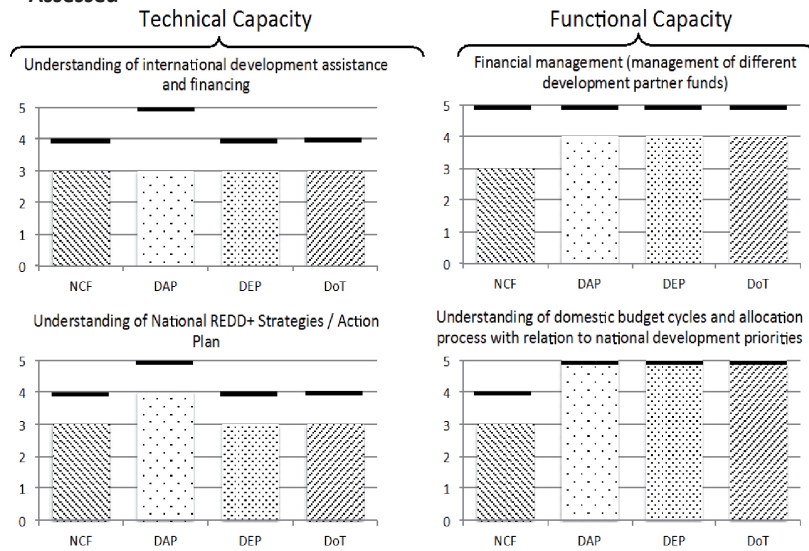 Assessed
Technical Capacity
Functional Capacity
Understanding of international development assistance
and financing
5
4
3
2
1
0
NCF DAP DEP DoT
Financial management (management of different
development partner funds)
5
4
3
2
1
0
NCF DAP DEP DoT
Understanding of National REDD+ Strategies / Action
Plan
5
4
3
2
1
0
NCF DAP DEP DoT
Understanding of domestic budget cycles and allocation
process with relation to national development priorities
5
4
3
2
1
0
NCF DAP DEP DoT